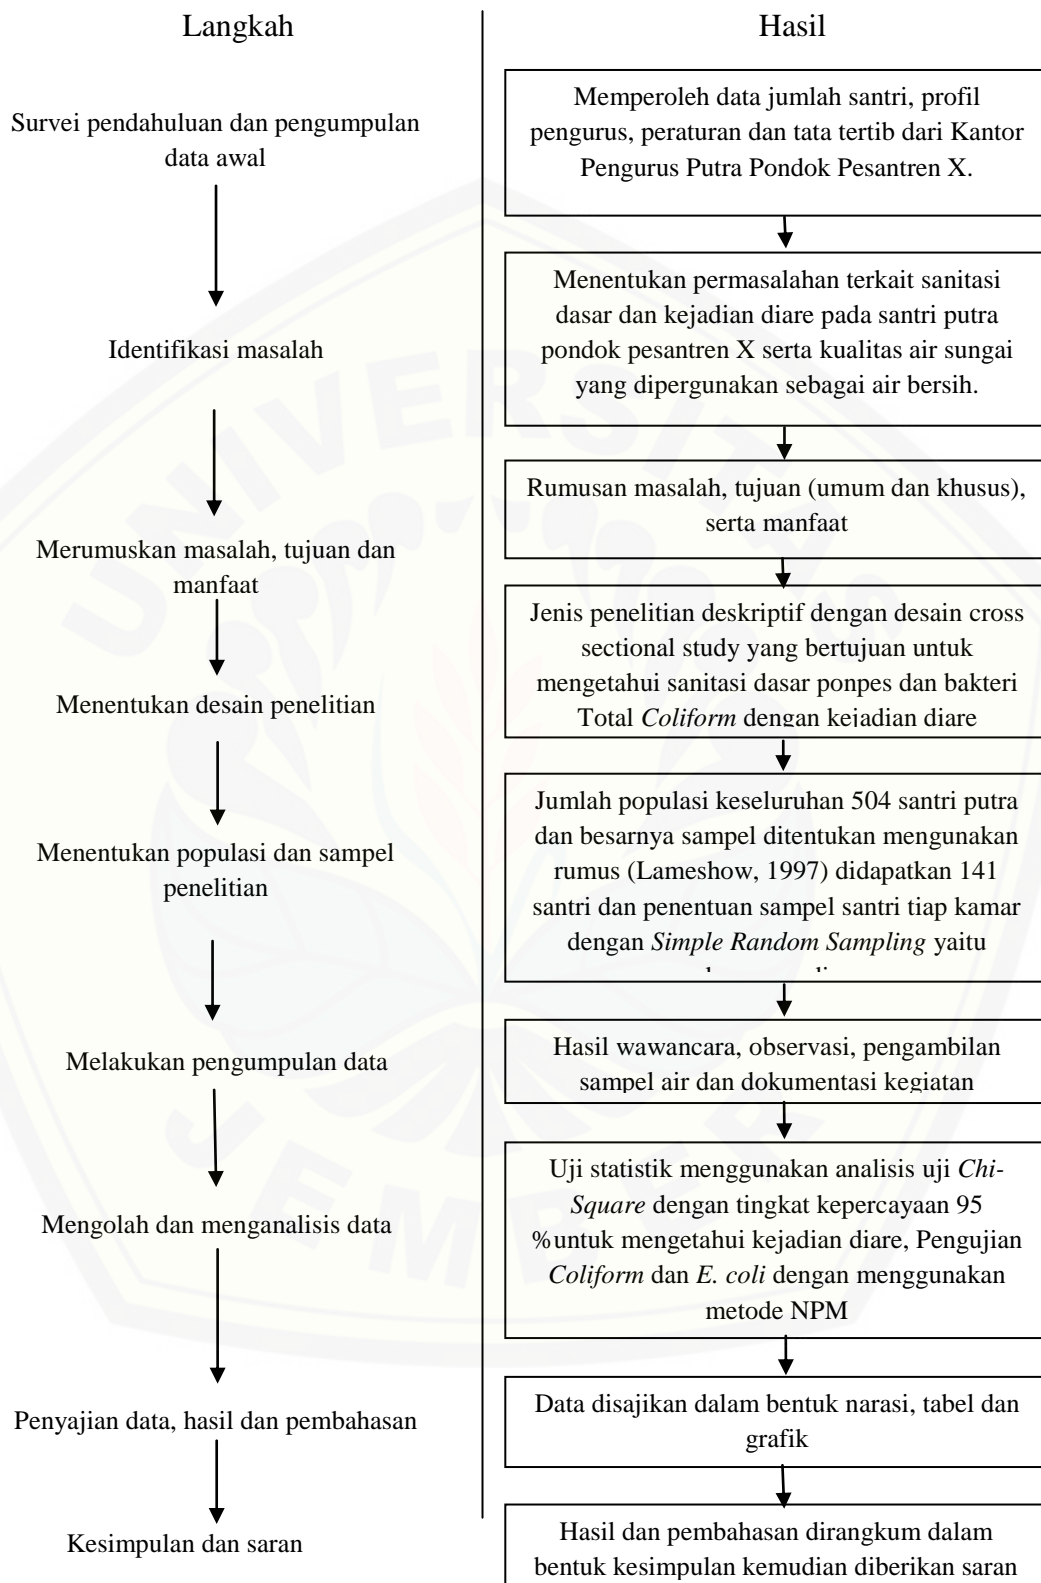 Langkah
Hasil
Survei pendahuluan dan pengumpulan
data awal
Memperoleh data jumlah santri, profil
pengurus, peraturan dan tata tertib dari Kantor
Pengurus Putra Pondok Pesantren X.
Identifikasi masalah
Menentukan permasalahan terkait sanitasi
dasar dan kejadian diare pada santri putra
pondok pesantren X serta kualitas air sungai
yang dipergunakan sebagai air bersih.
Merumuskan masalah, tujuan dan
manfaat
Rumusan masalah, tujuan (umum dan khusus),
serta manfaat
Menentukan desain penelitian
Jenis penelitian deskriptif dengan desain cross
sectional study yang bertujuan untuk
mengetahui sanitasi dasar ponpes dan bakteri
Total Coliform dengan kejadian diare
Menentukan populasi dan sampel
penelitian
Jumlah populasi keseluruhan 504 santri putra
dan besarnya sampel ditentukan mengunakan
rumus (Lameshow, 1997) didapatkan 141
santri dan penentuan sampel santri tiap kamar
dengan Simple Random Sampling yaitu
Melakukan pengumpulan data
Hasil wawancara, observasi, pengambilan
sampel air dan dokumentasi kegiatan
Mengolah dan menganalisis data
Uji statistik menggunakan analisis uji Chi-
Square dengan tingkat kepercayaan 95
%untuk mengetahui kejadian diare, Pengujian
Coliform dan E. coli dengan menggunakan
metode NPM
Penyajian data, hasil dan pembahasan
Data disajikan dalam bentuk narasi, tabel dan
grafik
Kesimpulan dan saran
Hasil dan pembahasan dirangkum dalam
bentuk kesimpulan kemudian diberikan saran
UNIVERSITAS
JEMBER